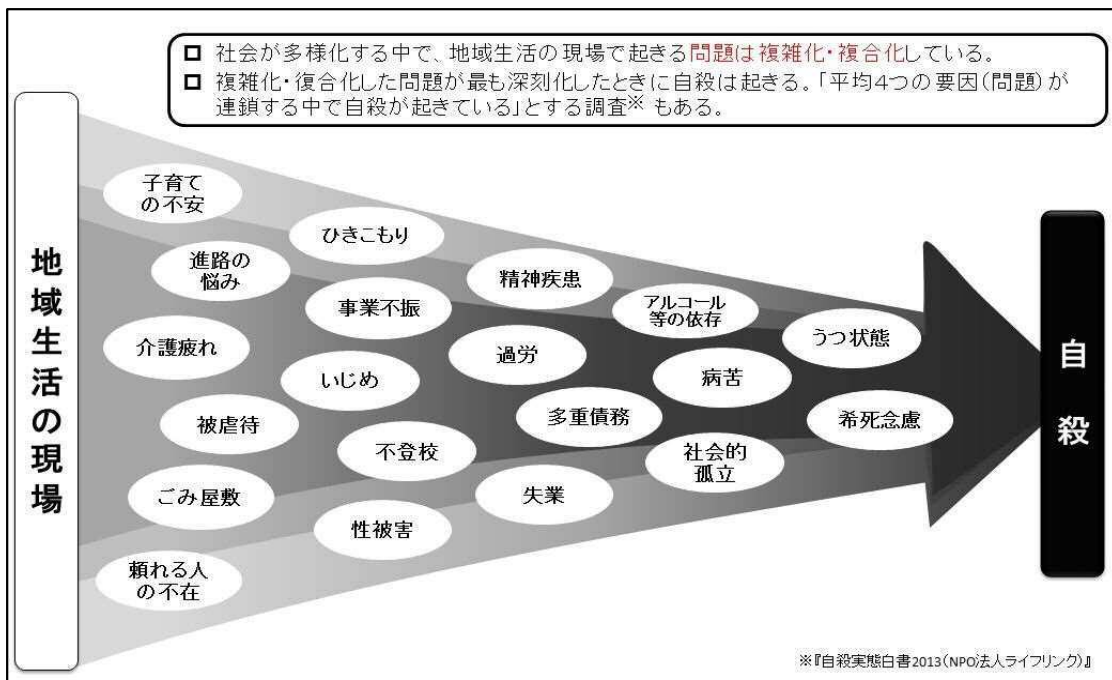 □ 社会が多様化する中で、地域生活の現場で起きる問題は複雑化・複合化している。
□ 複雑化・復合化した問題が最も深刻化したときに自殺は起きる。「平均4つの要因(問題)が
連鎖する中で自殺が起きている」とする調査※ もある。
地域生活の現場
子育て
の不安
進路の
悩み
介護疲れ
被虐待
ごみ屋敷
頼れる人
の不在
ひきこもり
事業不振
いじめ
不登校
性被害
精神疾患
過労
多重債務
失業
アルコール
等の依存
病苦
社会的
孤立
うつ状態
希死念慮
自殺
※『自殺実態白書2013(NPO法人ライフリンク)』